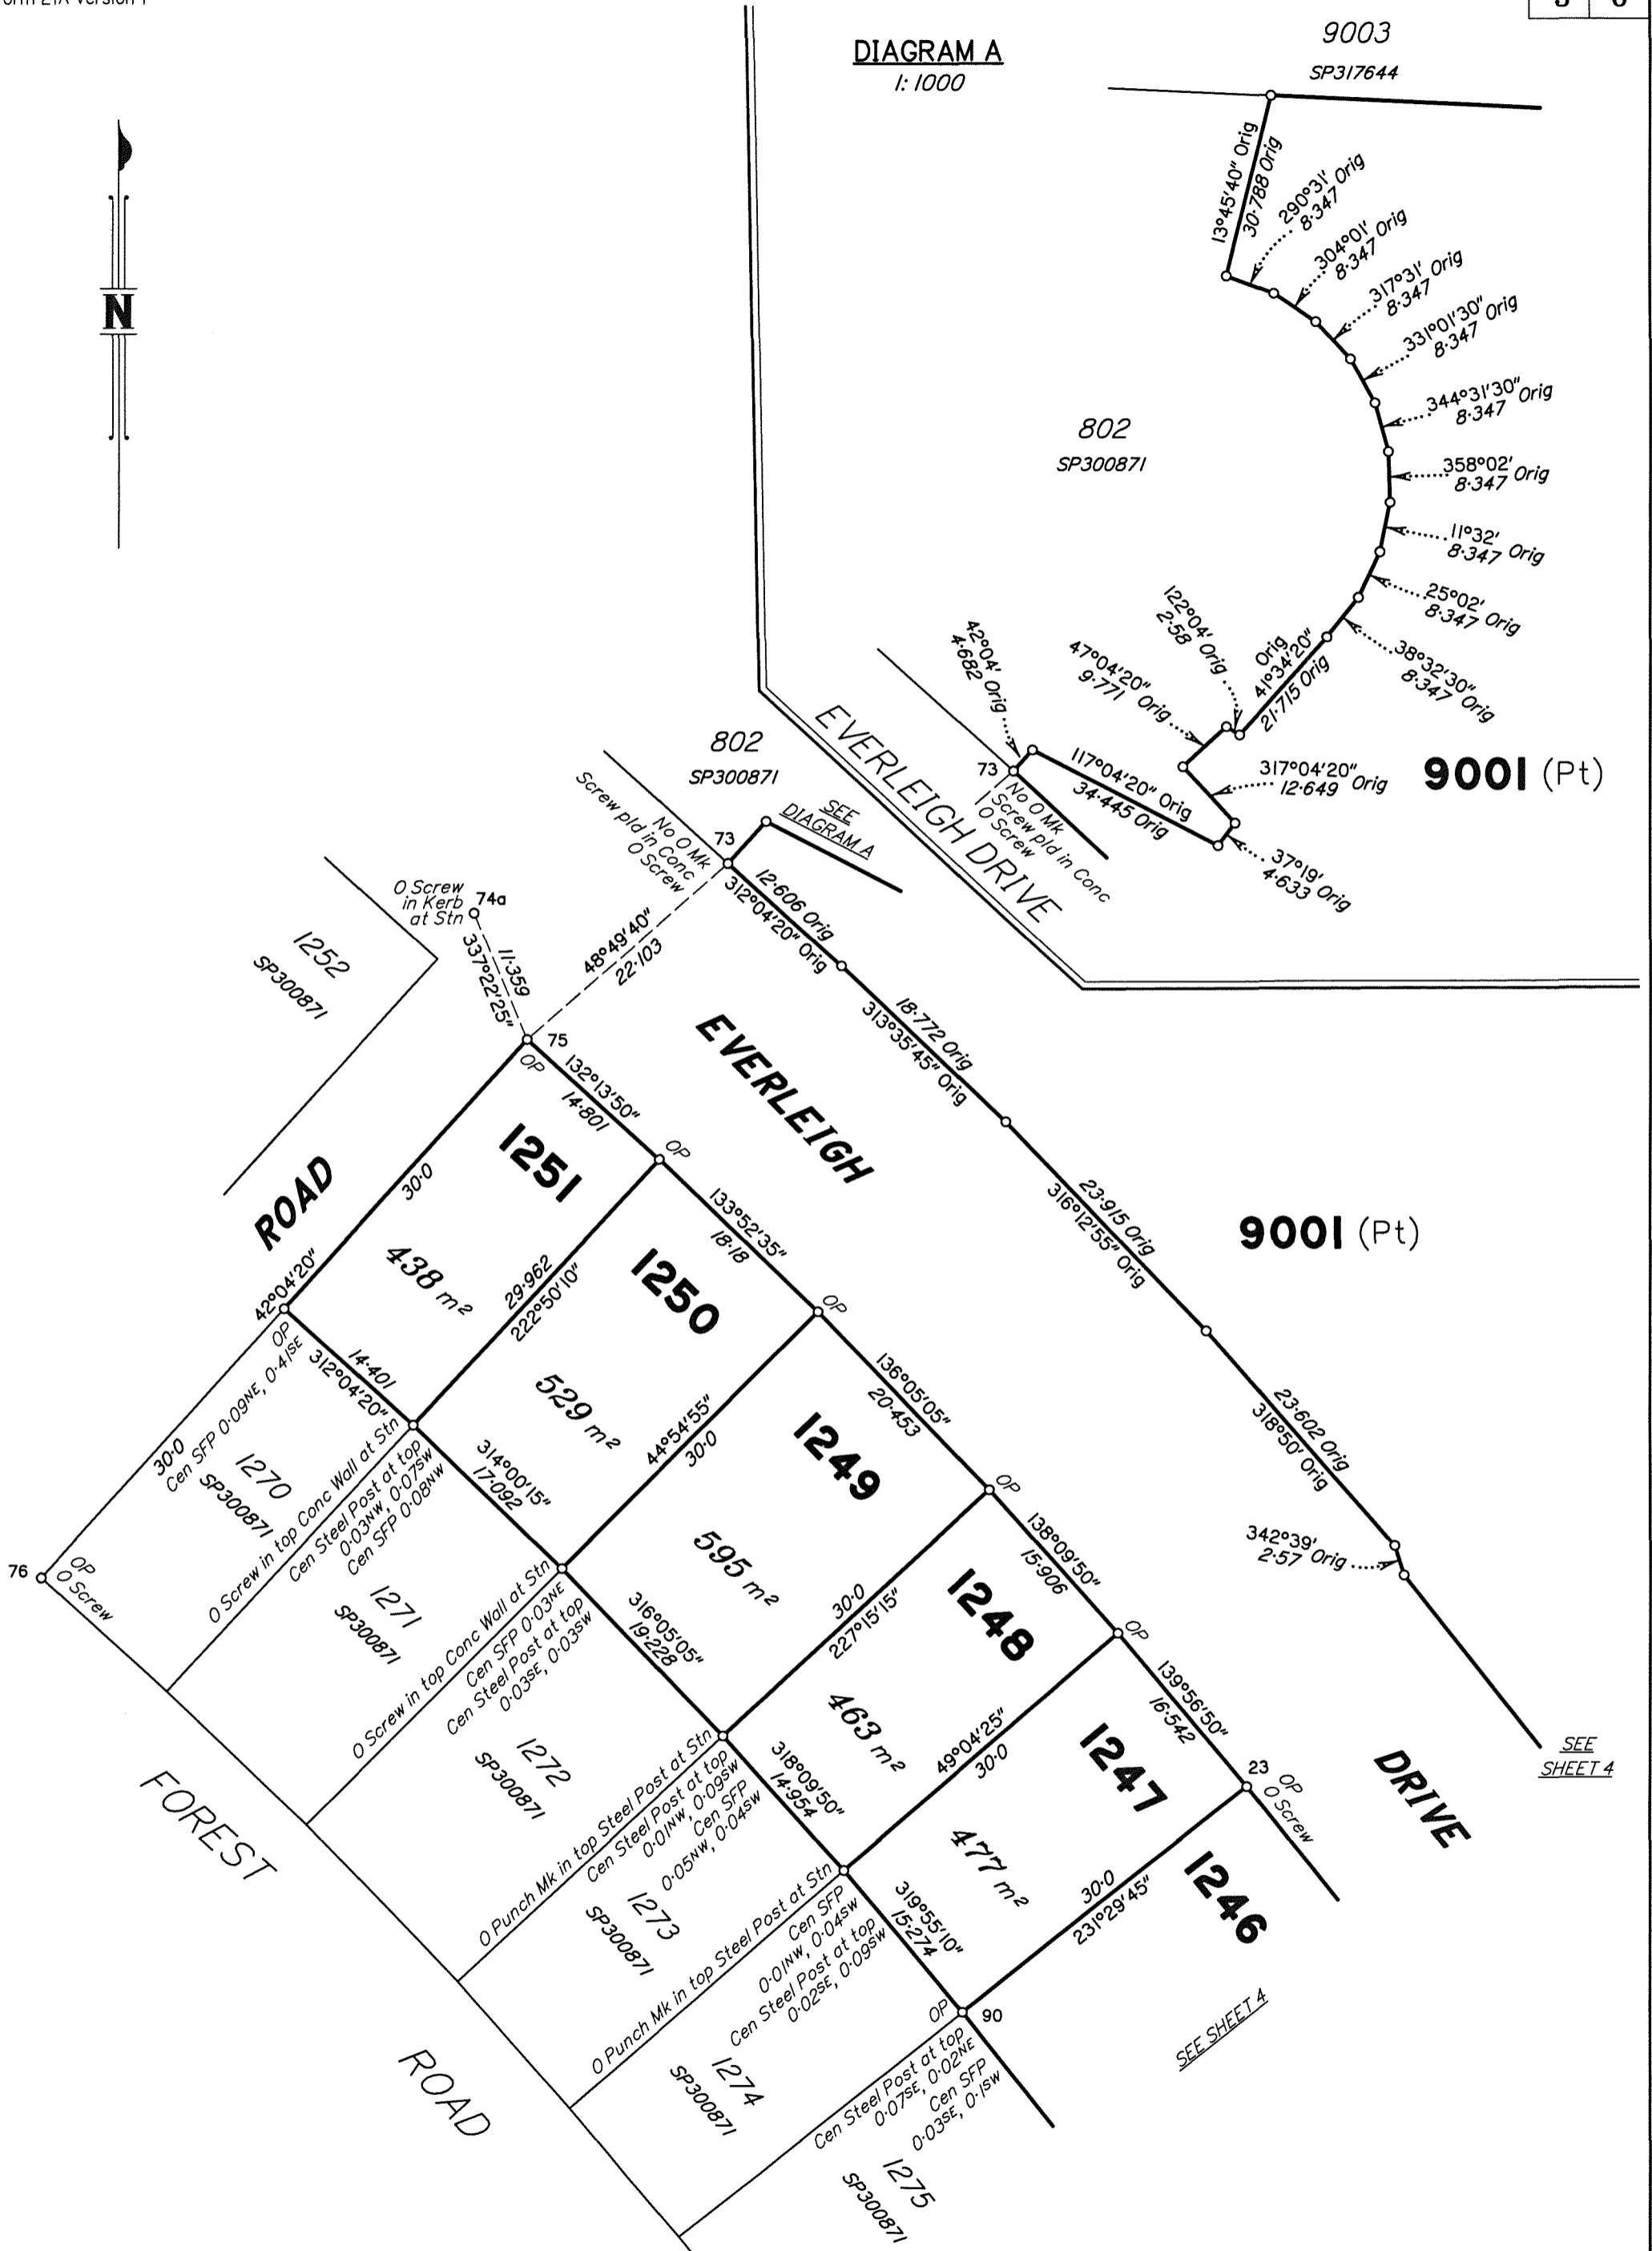 DIAGRAM A
1:1000
9003
SP317644
N
13°45'40" Orig
30·788 Orig
290°31' Orig
8·347
304°01' Orig
8·347
317°31' Orig
8·347
331°01'30" Orig
8·347
344°31'30" Orig
8·347
358°02' Orig
8·347
11°32' Orig
8·347
25°02' Orig
8·347
38°32'30" Orig
8·347
802
SP300871
41°34'20" Orig
21·715 Orig
122°04' Orig
2·58
47°04'20" Orig
9·771
42°04' Orig
4·682
317°04'20" Orig
12·649
9001 (Pt)
117°04'20" Orig
34·445 Orig
37°19' Orig
4·633
73
No O Mk
Screw pld in Conc
O Screw
EVERLEIGH DRIVE
802
SP300871
SEE
DIAGRAM A
73
No O Mk
Screw pld in Conc
O Screw
O Screw
in Kerb
at Stn
74a
11·359
337°22'25"
48°49'40"
22·103
12·606 Orig
312°04'20" Orig
18·772 Orig
313°35'45" Orig
23·915 Orig
316°12'55" Orig
23·602 Orig
318°50' Orig
342°39' Orig
2·57
9001 (Pt)
SEE
SHEET 4
1252
SP300871
75
OP
132°13'50"
14·801
OP
EVERLEIGH
DRIVE
ROAD
30·0
42°04'20"
1251
438 m²
29·962
222°50'10"
14·401
312°04'20"
133°52'35"
18·18
OP
1250
529 m²
44°54'55"
30·0
314°00'15"
17·092
136°05'05"
20·453
OP
1249
595 m²
30·0
227°15'15"
316°05'05"
19·228
138°09'50"
15·906
OP
1248
463 m²
49°04'25"
30·0
318°09'50"
14·954
139°56'50"
16·542
23
OP
O Screw
1247
477 m²
30·0
231°29'45"
319°55'10"
15·274
1246
SEE SHEET 4
OP
90
OP
Cen SFP 0·09NE, 0·41SE
30·0
1270
SP300871
76
OP
O Screw
O Screw in top Conc Wall at Stn
Cen Steel Post at top
0·03NW, 0·07SW
Cen SFP 0·08NW
1271
SP300871
O Screw in top Conc Wall at Stn
Cen SFP 0·03NE
Cen Steel Post at top
0·03SE, 0·03SW
1272
SP300871
O Punch Mk in top Steel Post at Stn
Cen Steel Post at top
0·01NW, 0·09SW
Cen SFP
0·05NW, 0·04SW
1273
SP300871
O Punch Mk in top Steel Post at Stn
Cen SFP
0·01NW, 0·04SW
Cen Steel Post at top
0·02SE, 0·09SW
1274
SP300871
Cen Steel Post at top
0·07SE, 0·02NE
Cen SFP
0·03SE, 0·1SW
1275
SP300871
FOREST
ROAD